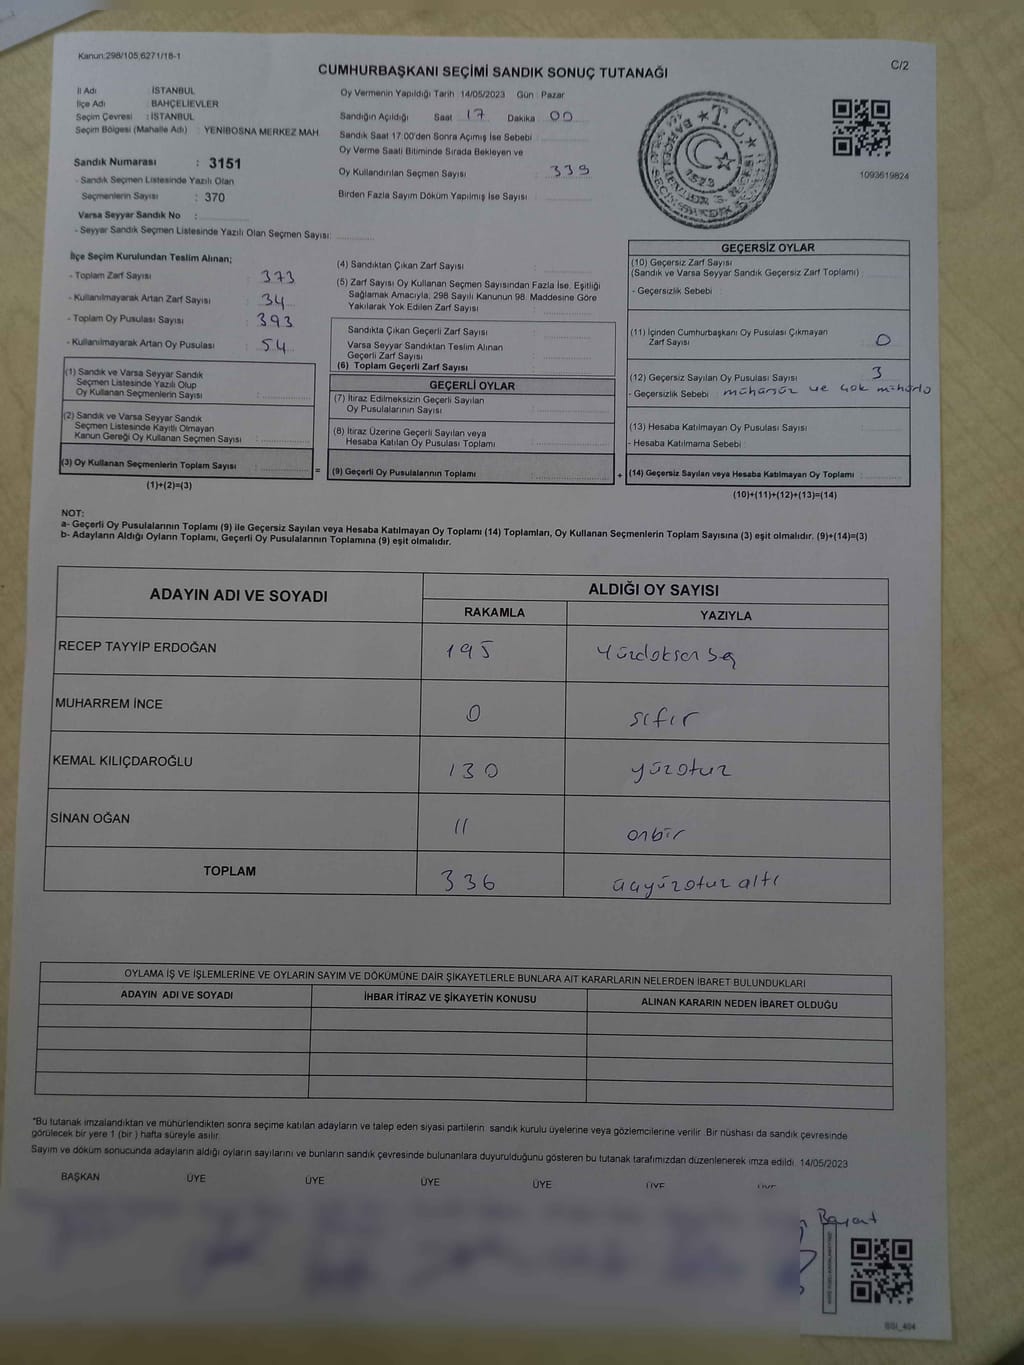 Kanun:298/105,6271/18-1
C/2
CUMHURBAŞKANI SEÇİMİ SANDIK SONUÇ TUTANAĞI
İl Adı : İSTANBUL
İlçe Adı : BAHÇELİEVLER
Seçim Çevresi : İSTANBUL
Seçim Bölgesi (Mahalle Adı) : YENİBOSNA MERKEZ MAH.
Sandık Numarası : 3151
- Sandık Seçmen Listesinde Yazılı Olan
Seçmenlerin Sayısı : 370
Varsa Seyyar Sandık No :
- Seyyar Sandık Seçmen Listesinde Yazılı Olan Seçmen Sayısı:
Oy Vermenin Yapıldığı Tarih :14/05/2023 Gün : Pazar
Sandığın Açıldığı Saat : 17 Dakika : 00
Sandık Saat 17:00'den Sonra Açımış İse Sebebi :
Oy Verme Saati Bitiminde Sırada Bekleyen ve
Oy Kullandırılan Seçmen Sayısı : 339
Birden Fazla Sayım Döküm Yapılmış İse Sayısı :
T.C.
1093619824
İlçe Seçim Kurulundan Teslim Alınan;
- Toplam Zarf Sayısı : 373
- Kullanılmayarak Artan Zarf Sayısı : 34
- Toplam Oy Pusulası Sayısı : 393
- Kullanılmayarak Artan Oy Pusulası : 54
(1) Sandık ve Varsa Seyyar Sandık
Seçmen Listesinde Yazılı Olup
Oy Kullanan Seçmenlerin Sayısı :
(2) Sandık ve Varsa Seyyar Sandık
Seçmen Listesinde Kayıtlı Olmayan
Kanun Gereği Oy Kullanan Seçmen Sayısı :
(3) Oy Kullanan Seçmenlerin Toplam Sayısı :
(1)+(2)=(3)
=
(4) Sandıktan Çıkan Zarf Sayısı :
(5) Zarf Sayısı Oy Kullanan Seçmen Sayısından Fazla İse, Eşitliği
Sağlamak Amacıyla, 298 Sayılı Kanunun 98. Maddesine Göre
Yakılarak Yok Edilen Zarf Sayısı :
Sandıkta Çıkan Geçerli Zarf Sayısı :
Varsa Seyyar Sandıktan Teslim Alınan
Geçerli Zarf Sayısı :
(6) Toplam Geçerli Zarf Sayısı :
GEÇERLİ OYLAR
(7) İtiraz Edilmeksizin Geçerli Sayılan
Oy Pusulalarının Sayısı :
(8) İtiraz Üzerine Geçerli Sayılan veya
Hesaba Katılan Oy Pusulası Toplamı :
(9) Geçerli Oy Pusulalarının Toplamı :
+
GEÇERSİZ OYLAR
(10) Geçersiz Zarf Sayısı
(Sandık ve Varsa Seyyar Sandık Geçersiz Zarf Toplamı) :
- Geçersizlik Sebebi :
(11) İçinden Cumhurbaşkanı Oy Pusulası Çıkmayan
Zarf Sayısı : 0
(12) Geçersiz Sayılan Oy Pusulası Sayısı : 3
- Geçersizlik Sebebi : mühürsüz ve çok mühürlü
(13) Hesaba Katılmayan Oy Pusulası Sayısı :
- Hesaba Katılmama Sebebi :
(14) Geçersiz Sayılan veya Hesaba Katılmayan Oy Toplamı :
(10)+(11)+(12)+(13)=(14)
NOT:
a- Geçerli Oy Pusulalarının Toplamı (9) ile Geçersiz Sayılan veya Hesaba Katılmayan Oy Toplamı (14) Toplamları, Oy Kullanan Seçmenlerin Toplam Sayısına (3) eşit olmalıdır. (9)+(14)=(3)
b- Adayların Aldığı Oyların Toplamı, Geçerli Oy Pusulalarının Toplamına (9) eşit olmalıdır.
ADAYIN ADI VE SOYADI
ALDIĞI OY SAYISI
RAKAMLA YAZIYLA
RECEP TAYYİP ERDOĞAN 195 Yüzdoksan beş
MUHARREM İNCE 0 sıfır
KEMAL KILIÇDAROĞLU 130 yüzotuz
SİNAN OĞAN 11 onbir
TOPLAM 336 üçyüzotuz altı
OYLAMA İŞ VE İŞLEMLERİNE VE OYLARIN SAYIM VE DÖKÜMÜNE DAİR ŞİKAYETLERLE BUNLARA AİT KARARLARIN NELERDEN İBARET BULUNDUKLARI
ADAYIN ADI VE SOYADI İHBAR İTİRAZ VE ŞİKAYETİN KONUSU ALINAN KARARIN NEDEN İBARET OLDUĞU
*Bu tutanak imzalandıktan ve mühürlendikten sonra seçime katılan adayların ve talep eden siyasi partilerin sandık kurulu üyelerine veya gözlemcilerine verilir. Bir nüshası da sandık çevresinde
görülecek bir yere 1 (bir ) hafta süreyle asılır.
Sayım ve döküm sonucunda adayların aldığı oyların sayılarını ve bunların sandık çevresinde bulunanlara duyurulduğunu gösteren bu tutanak tarafımızdan düzenlenerek imza edildi. 14/05/2023
BAŞKAN ÜYE ÜYE ÜYE ÜYE ÜYE ÜYE